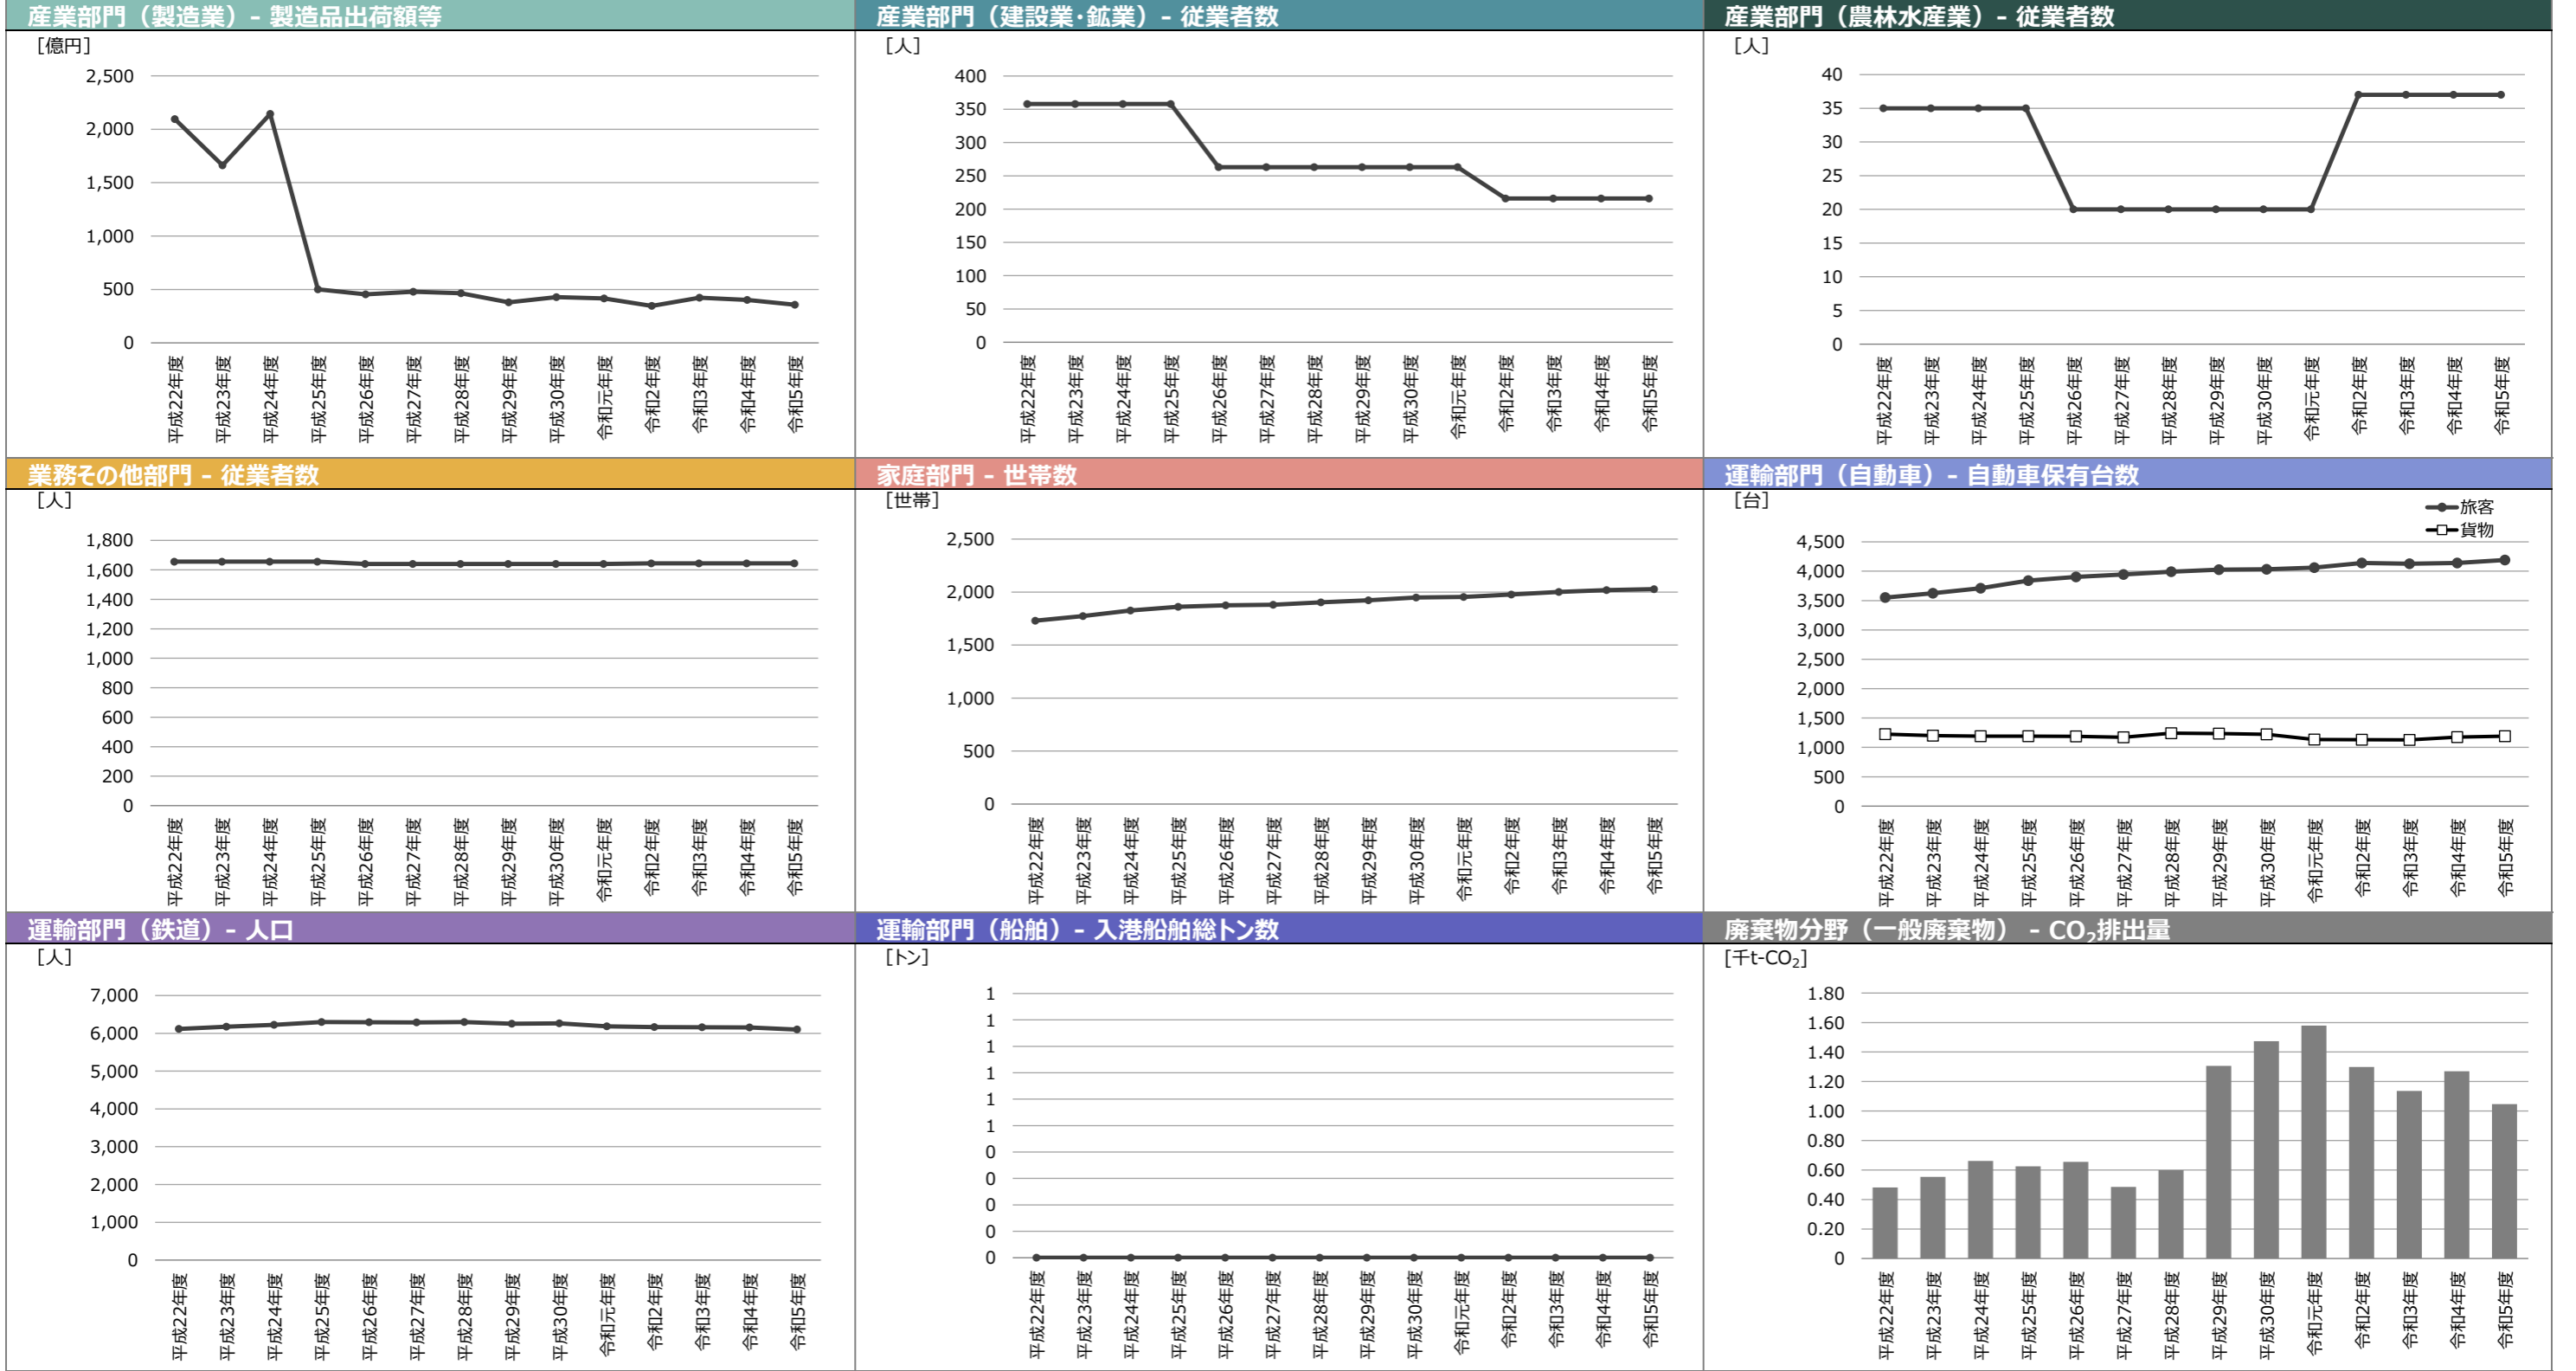 産業部門（製造業）- 製造品出荷額等
[億円]
2,500
2,000
1,500
1,000
500
0
平成22年度
平成23年度
平成24年度
平成25年度
平成26年度
平成27年度
平成28年度
平成29年度
平成30年度
令和元年度
令和2年度
令和3年度
令和4年度
令和5年度
産業部門（建設業･鉱業）- 従業者数
[人]
400
350
300
250
200
150
100
50
0
平成22年度
平成23年度
平成24年度
平成25年度
平成26年度
平成27年度
平成28年度
平成29年度
平成30年度
令和元年度
令和2年度
令和3年度
令和4年度
令和5年度
産業部門（農林水産業）- 従業者数
[人]
40
35
30
25
20
15
10
5
0
平成22年度
平成23年度
平成24年度
平成25年度
平成26年度
平成27年度
平成28年度
平成29年度
平成30年度
令和元年度
令和2年度
令和3年度
令和4年度
令和5年度
業務その他部門 - 従業者数
[人]
1,800
1,600
1,400
1,200
1,000
800
600
400
200
0
平成22年度
平成23年度
平成24年度
平成25年度
平成26年度
平成27年度
平成28年度
平成29年度
平成30年度
令和元年度
令和2年度
令和3年度
令和4年度
令和5年度
家庭部門 - 世帯数
[世帯]
2,500
2,000
1,500
1,000
500
0
平成22年度
平成23年度
平成24年度
平成25年度
平成26年度
平成27年度
平成28年度
平成29年度
平成30年度
令和元年度
令和2年度
令和3年度
令和4年度
令和5年度
運輸部門（自動車）- 自動車保有台数
[台]
旅客
貨物
4,500
4,000
3,500
3,000
2,500
2,000
1,500
1,000
500
0
平成22年度
平成23年度
平成24年度
平成25年度
平成26年度
平成27年度
平成28年度
平成29年度
平成30年度
令和元年度
令和2年度
令和3年度
令和4年度
令和5年度
運輸部門（鉄道）- 人口
[人]
7,000
6,000
5,000
4,000
3,000
2,000
1,000
0
平成22年度
平成23年度
平成24年度
平成25年度
平成26年度
平成27年度
平成28年度
平成29年度
平成30年度
令和元年度
令和2年度
令和3年度
令和4年度
令和5年度
運輸部門（船舶）- 入港船舶総トン数
[トン]
1
1
1
1
1
1
0
0
0
0
0
平成22年度
平成23年度
平成24年度
平成25年度
平成26年度
平成27年度
平成28年度
平成29年度
平成30年度
令和元年度
令和2年度
令和3年度
令和4年度
令和5年度
廃棄物分野（一般廃棄物） - CO₂排出量
[千t-CO₂]
1.80
1.60
1.40
1.20
1.00
0.80
0.60
0.40
0.20
0
平成22年度
平成23年度
平成24年度
平成25年度
平成26年度
平成27年度
平成28年度
平成29年度
平成30年度
令和元年度
令和2年度
令和3年度
令和4年度
令和5年度